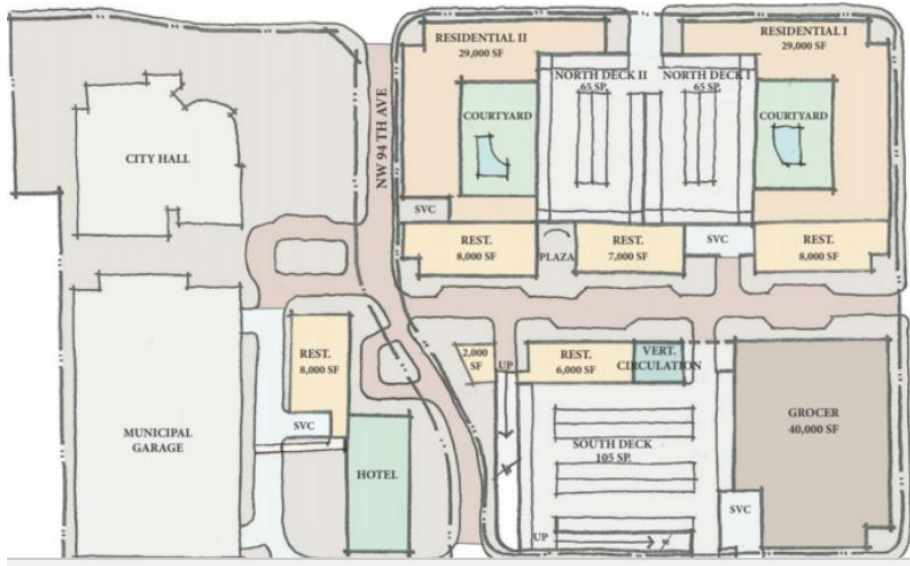 RESIDENTIAL II
29,000 SF
RESIDENTIAL I
29,000 SF
NORTH DECK II
65 SP.
NORTH DECK I
65 SP.
COURTYARD
COURTYARD
NW 94 TH AVE
CITY HALL
SVC
REST.
8,000 SF
PLAZA
REST.
7,000 SF
SVC
REST.
8,000 SF
REST.
8,000 SF
2,000
SF
UP
REST.
6,000 SF
VERT.
CIRCULATION
GROCER
40,000 SF
SVC
MUNICIPAL
GARAGE
HOTEL
SOUTH DECK
105 SP.
SVC
UP